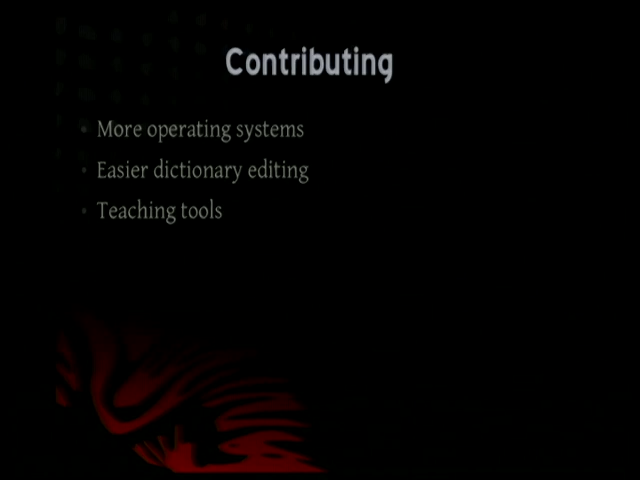 Contributing
More operating systems
Easier dictionary editing
Teaching tools